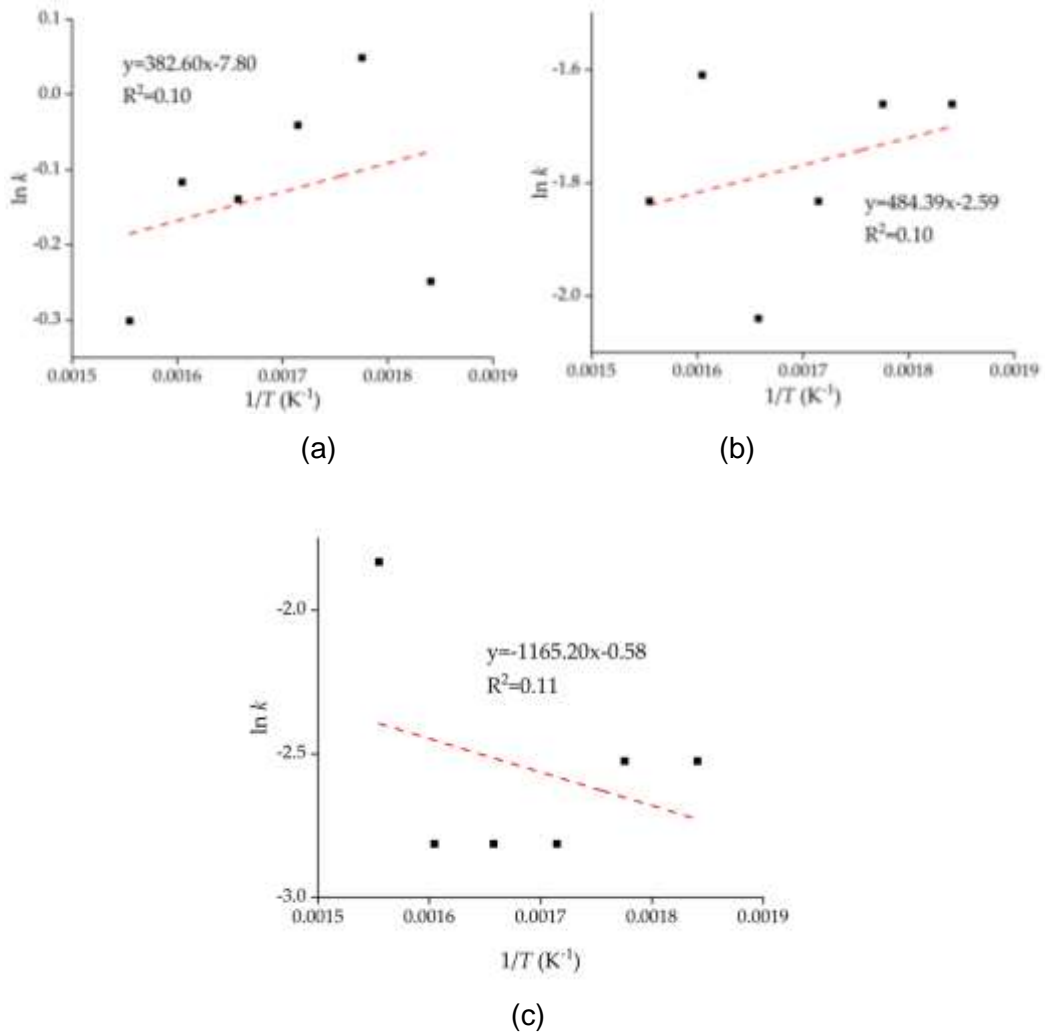 0.1
0.0
-0.1
-0.2
-0.3
ln k
y=382.60x-7.80
R²=0.10
0.0015 0.0016 0.0017 0.0018 0.0019
1/T (K⁻¹)
(a)
-1.6
-1.8
-2.0
ln k
y=484.39x-2.59
R²=0.10
0.0015 0.0016 0.0017 0.0018 0.0019
1/T (K⁻¹)
(b)
-2.0
-2.5
-3.0
ln k
y=-1165.20x-0.58
R²=0.11
0.0015 0.0016 0.0017 0.0018 0.0019
1/T (K⁻¹)
(c)